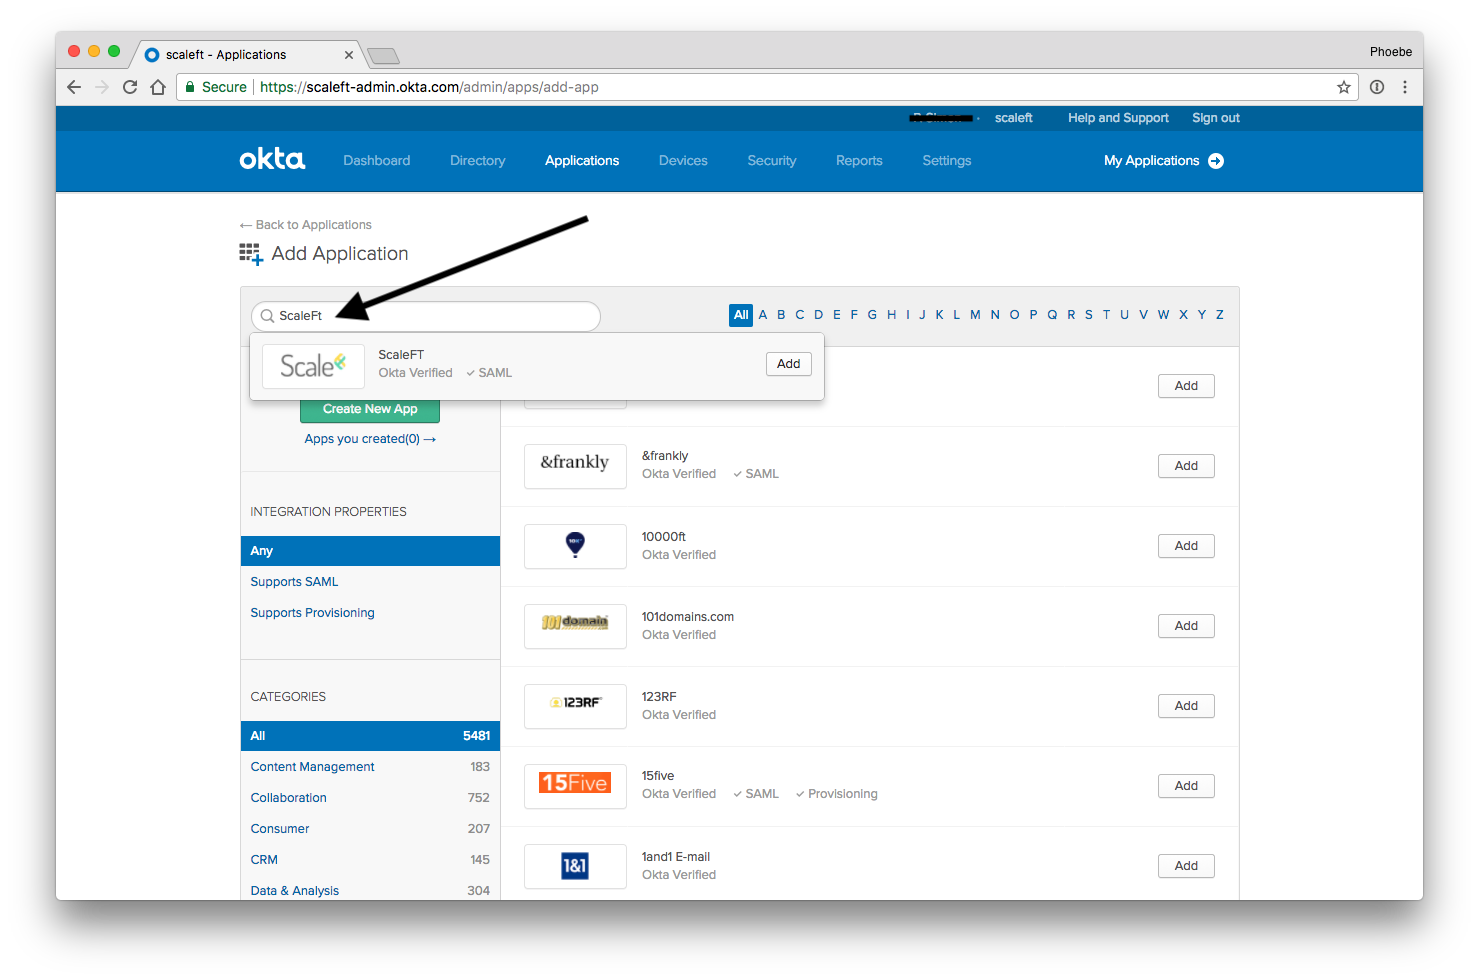 scaleft - Applications
Phoebe
Secure https://scaleft-admin.okta.com/admin/apps/add-app
scaleft Help and Support Sign out
okta Dashboard Directory Applications Devices Security Reports Settings My Applications
← Back to Applications
Add Application
ScaleFt
All A B C D E F G H I J K L M N O P Q R S T U V W X Y Z
Scale
ScaleFT
Okta Verified ✓ SAML
Add
Create New App
Apps you created(0) →
INTEGRATION PROPERTIES
Any
Supports SAML
Supports Provisioning
CATEGORIES
All 5481
Content Management 183
Collaboration 752
Consumer 207
CRM 145
Data & Analysis 304
Add
&frankly
&frankly
Okta Verified ✓ SAML
Add
10000ft
Okta Verified
Add
101domain
101domains.com
Okta Verified
Add
123RF
123RF
Okta Verified
Add
15Five
15five
Okta Verified ✓ SAML ✓ Provisioning
Add
1&1
1and1 E-mail
Okta Verified
Add